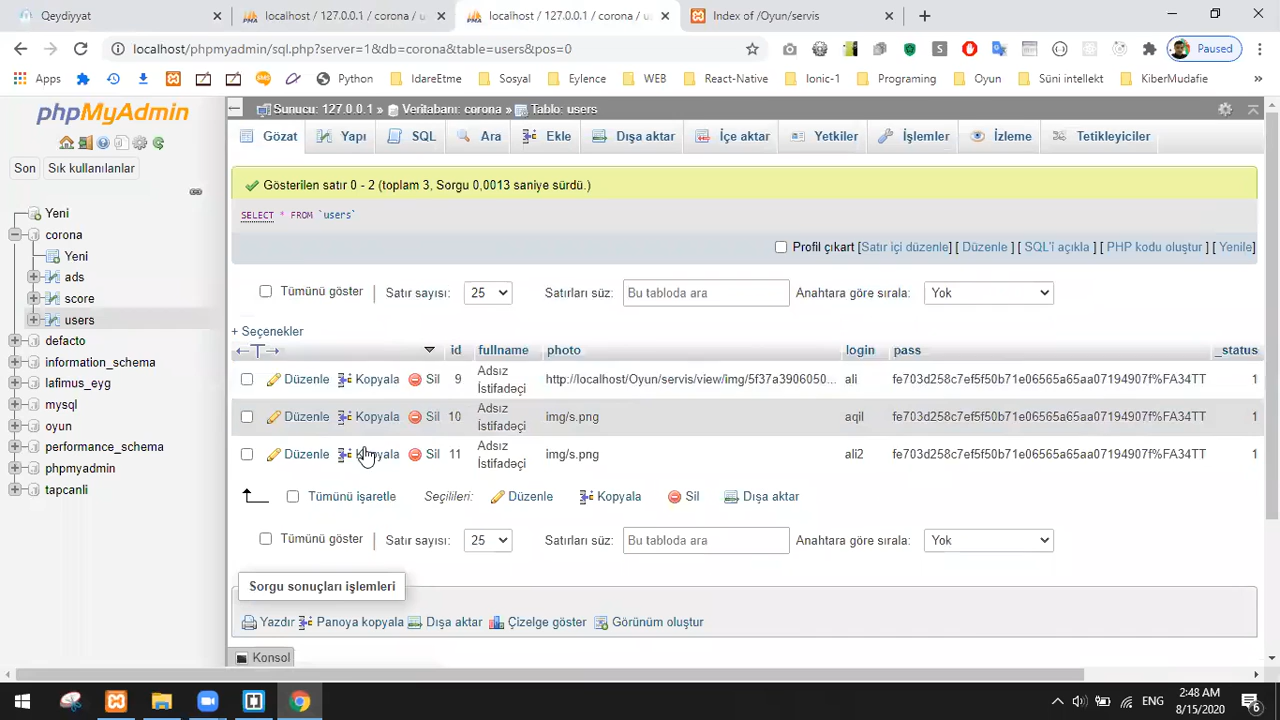 Qeydiyyat
localhost / 127.0.0.1 / corona / u
localhost / 127.0.0.1 / corona / us
Index of /Oyun/servis
localhost/phpmyadmin/sql.php?server=1&db=corona&table=users&pos=0
Paused
Apps
Python
IdareEtme
Sosyal
Eylence
WEB
React-Native
Ionic-1
Programing
Oyun
Süni intellekt
KiberMudafie
»
phpMyAdmin
Son
Sık kullanılanlar
Yeni
corona
Yeni
ads
score
users
defacto
information_schema
lafimus_eyg
mysql
oyun
performance_schema
phpmyadmin
tapcanli
Sunucu: 127.0.0.1 » Veritabanı: corona » Tablo: users
Gözat
Yapı
SQL
Ara
Ekle
Dışa aktar
İçe aktar
Yetkiler
İşlemler
İzleme
Tetikleyiciler
Gösterilen satır 0 - 2 (toplam 3, Sorgu 0,0013 saniye sürdü.)
SELECT * FROM `users`
Profil çıkart [Satır içi düzenle] [ Düzenle ] [ SQL'i açıkla ] [ PHP kodu oluştur ] [ Yenile]
Tümünü göster
Satır sayısı: 25
Satırları süz: Bu tabloda ara
Anahtara göre sırala: Yok
+ Seçenekler
id fullname photo login pass _status
Düzenle Kopyala Sil 9 Adsız İstifadəçi http://localhost/Oyun/servis/view/img/5f37a3906050... ali fe703d258c7ef5f50b71e06565a65aa07194907f%FA34TT 1
Düzenle Kopyala Sil 10 Adsız İstifadəçi img/s.png aqil fe703d258c7ef5f50b71e06565a65aa07194907f%FA34TT 1
Düzenle Kopyala Sil 11 Adsız İstifadəçi img/s.png ali2 fe703d258c7ef5f50b71e06565a65aa07194907f%FA34TT 1
Tümünü işaretle Seçilileri: Düzenle Kopyala Sil Dışa aktar
Tümünü göster
Satır sayısı: 25
Satırları süz: Bu tabloda ara
Anahtara göre sırala: Yok
Sorgu sonuçları işlemleri
Yazdır Panoya kopyala Dışa aktar Çizelge göster Görünüm oluştur
Konsol
ENG
2:48 AM
8/15/2020
6